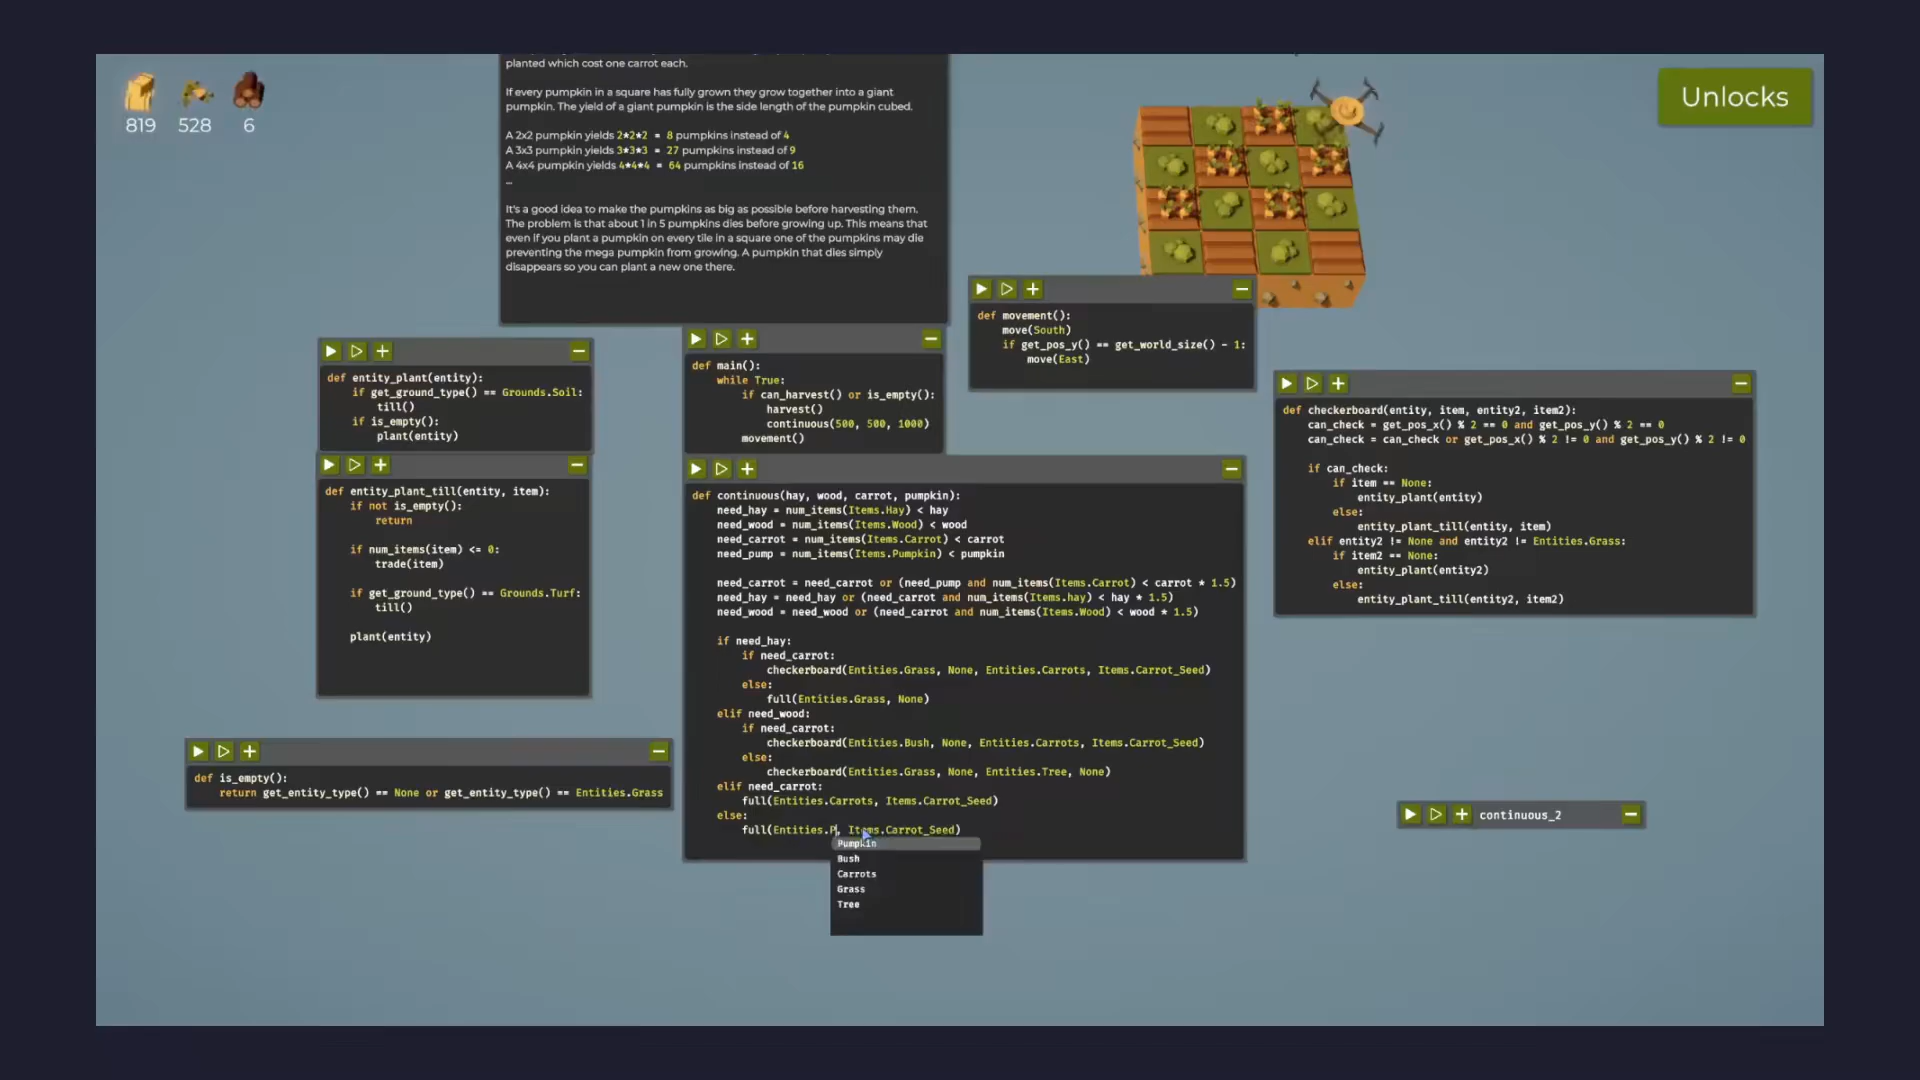 819 528 6
Unlocks
planted which cost one carrot each.
If every pumpkin in a square has fully grown they grow together into a giant
pumpkin. The yield of a giant pumpkin is the side length of the pumpkin cubed.
A 2x2 pumpkin yields 2*2*2 = 8 pumpkins instead of 4
A 3x3 pumpkin yields 3*3*3 = 27 pumpkins instead of 9
A 4x4 pumpkin yields 4*4*4 = 64 pumpkins instead of 16
...
It's a good idea to make the pumpkins as big as possible before harvesting them.
The problem is that about 1 in 5 pumpkins dies before growing up. This means that
even if you plant a pumpkin on every tile in a square one of the pumpkins may die
preventing the mega pumpkin from growing. A pumpkin that dies simply
disappears so you can plant a new one there.
def movement():
move(South)
if get_pos_y() == get_world_size() - 1:
move(East)
def entity_plant(entity):
if get_ground_type() == Grounds.Soil:
till()
if is_empty():
plant(entity)
def main():
while True:
if can_harvest() or is_empty():
harvest()
continuous(500, 500, 1000)
movement()
def checkerboard(entity, item, entity2, item2):
can_check = get_pos_x() % 2 == 0 and get_pos_y() % 2 == 0
can_check = can_check or get_pos_x() % 2 != 0 and get_pos_y() % 2 != 0
if can_check:
if item == None:
entity_plant(entity)
else:
entity_plant_till(entity, item)
elif entity2 != None and entity2 != Entities.Grass:
if item2 == None:
entity_plant(entity2)
else:
entity_plant_till(entity2, item2)
def entity_plant_till(entity, item):
if not is_empty():
return
if num_items(item) <= 0:
trade(item)
if get_ground_type() == Grounds.Turf:
till()
plant(entity)
def continuous(hay, wood, carrot, pumpkin):
need_hay = num_items(Items.Hay) < hay
need_wood = num_items(Items.Wood) < wood
need_carrot = num_items(Items.Carrot) < carrot
need_pump = num_items(Items.Pumpkin) < pumpkin
need_carrot = need_carrot or (need_pump and num_items(Items.Carrot) < carrot * 1.5)
need_hay = need_hay or (need_carrot and num_items(Items.hay) < hay * 1.5)
need_wood = need_wood or (need_carrot and num_items(Items.Wood) < wood * 1.5)
if need_hay:
if need_carrot:
checkerboard(Entities.Grass, None, Entities.Carrots, Items.Carrot_Seed)
else:
full(Entities.Grass, None)
elif need_wood:
if need_carrot:
checkerboard(Entities.Bush, None, Entities.Carrots, Items.Carrot_Seed)
else:
checkerboard(Entities.Grass, None, Entities.Tree, None)
elif need_carrot:
full(Entities.Carrots, Items.Carrot_Seed)
else:
full(Entities.P, Items.Carrot_Seed)
Pumpkin
Bush
Carrots
Grass
Tree
def is_empty():
return get_entity_type() == None or get_entity_type() == Entities.Grass
continuous_2